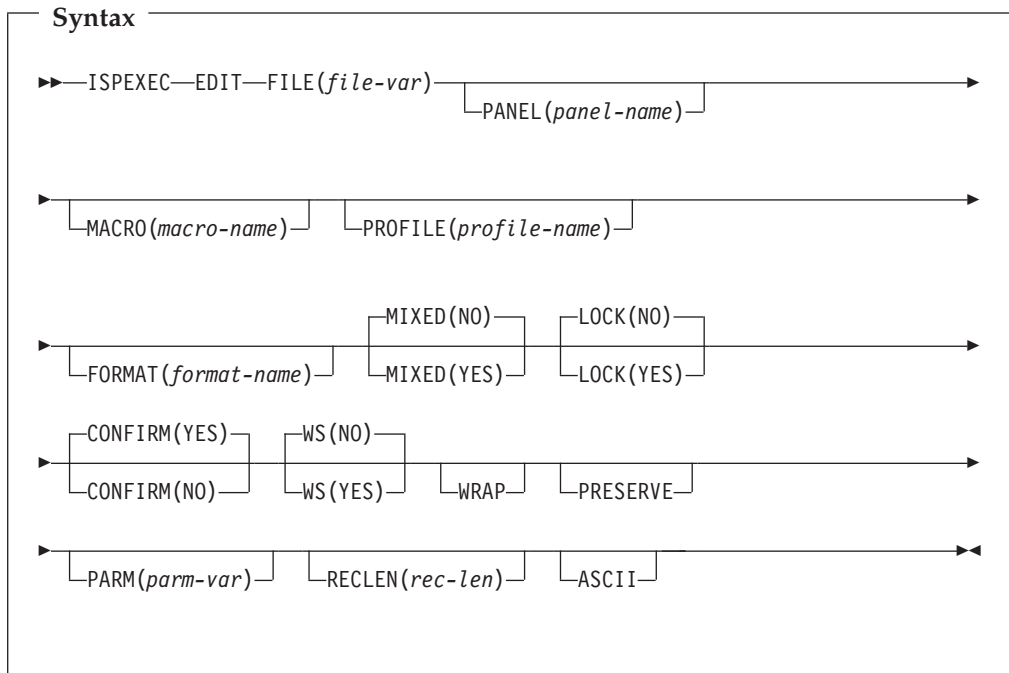 Syntax
ISPEXEC EDIT FILE(file-var)
PANEL(panel-name)
MACRO(macro-name) PROFILE(profile-name)
MIXED(NO) LOCK(NO)
FORMAT(format-name) MIXED(YES) LOCK(YES)
CONFIRM(YES) WS(NO)
CONFIRM(NO) WS(YES) WRAP PRESERVE
PARM(parm-var) RECLEN(rec-len) ASCII